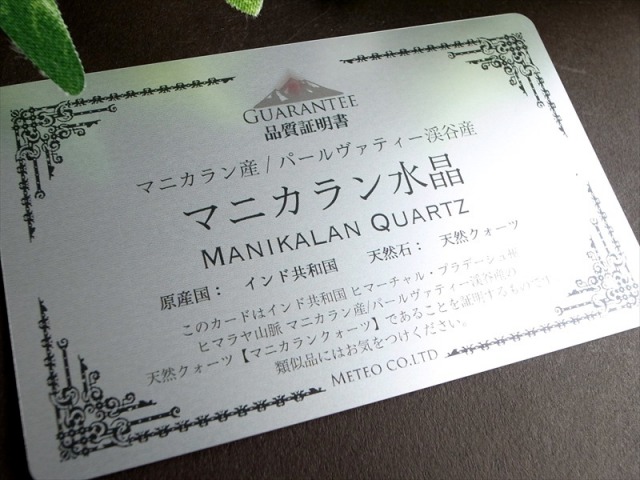 GUARANTEE
品質証明書
マニカラン産 / パールヴァティー渓谷産
マニカラン水晶
MANIKALAN QUARTZ
原産国： インド共和国 天然石： 天然クォーツ
このカードはインド共和国 ヒマーチャル・プラデーシュ州
ヒマラヤ山脈 マニカラン産/パールヴァティー渓谷産の
天然クォーツ【マニカランクォーツ】であることを証明するものです。
類似品にはお気をつけください。
METEO CO.LTD